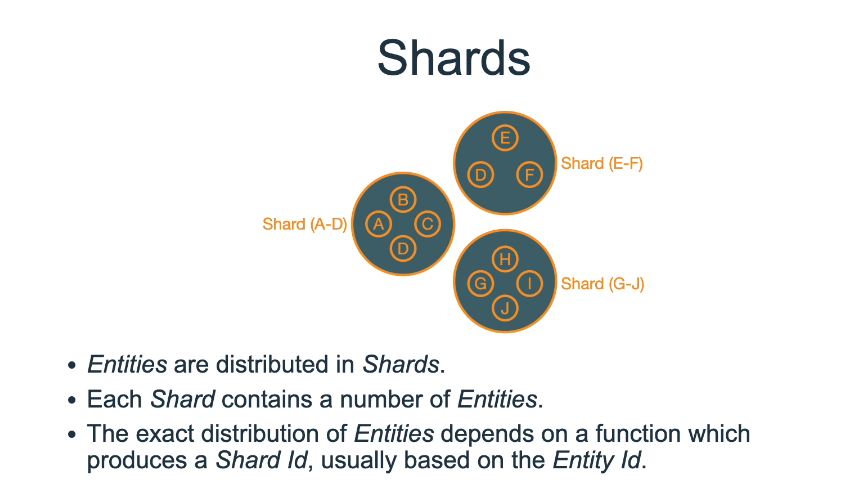 Shards
E
D
F
Shard (E-F)
B
A
C
D
Shard (A-D)
H
G
I
J
Shard (G-J)
• Entities are distributed in Shards.
• Each Shard contains a number of Entities.
• The exact distribution of Entities depends on a function which
produces a Shard Id, usually based on the Entity Id.